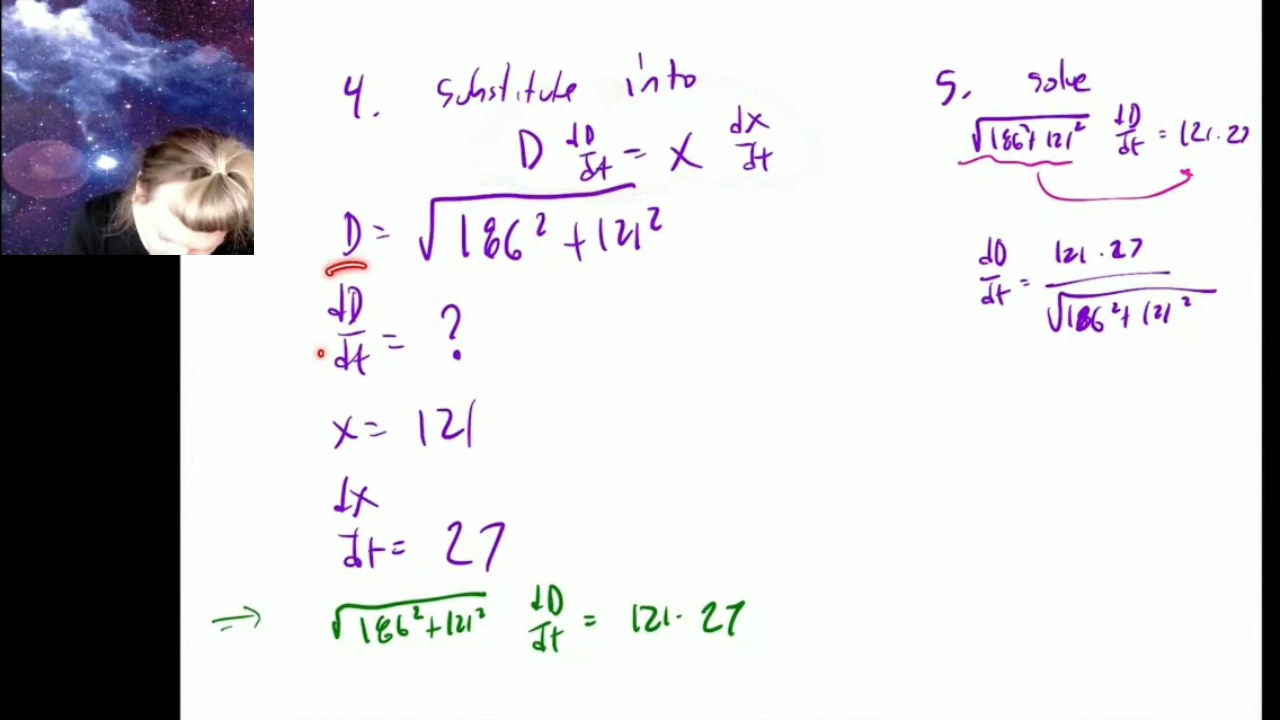 4. substitute into
D dD/dt = x dx/dt
D = √(186² + 121²)
dD/dt = ?
x = 121
dx/dt = 27
⇒ √(186² + 121²) dD/dt = 121 · 27
5. solve
√(186² + 121²) dD/dt = 121 · 27
dD/dt = 121 · 27 / √(186² + 121²)